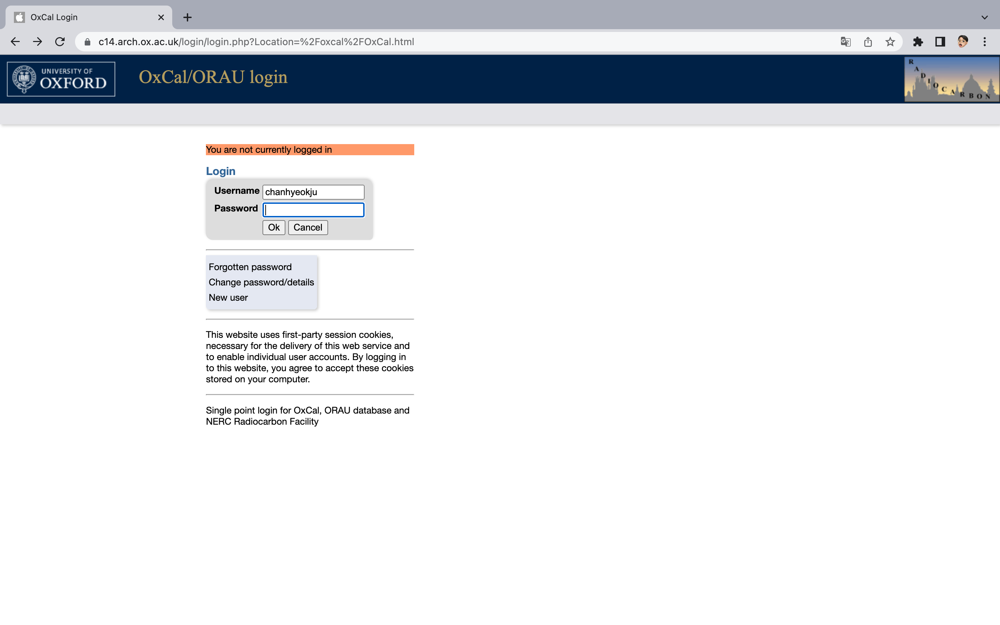 OxCal Login
c14.arch.ox.ac.uk/login/login.php?Location=%2Foxcal%2FOxCal.html
UNIVERSITY OF
OXFORD
OxCal/ORAU login
RADIOCARBON
You are not currently logged in
Login
Username chanhyeokju
Password
Ok Cancel
Forgotten password
Change password/details
New user
This website uses first-party session cookies,
necessary for the delivery of this web service and
to enable individual user accounts. By logging in
to this website, you agree to accept these cookies
stored on your computer.
Single point login for OxCal, ORAU database and
NERC Radiocarbon Facility